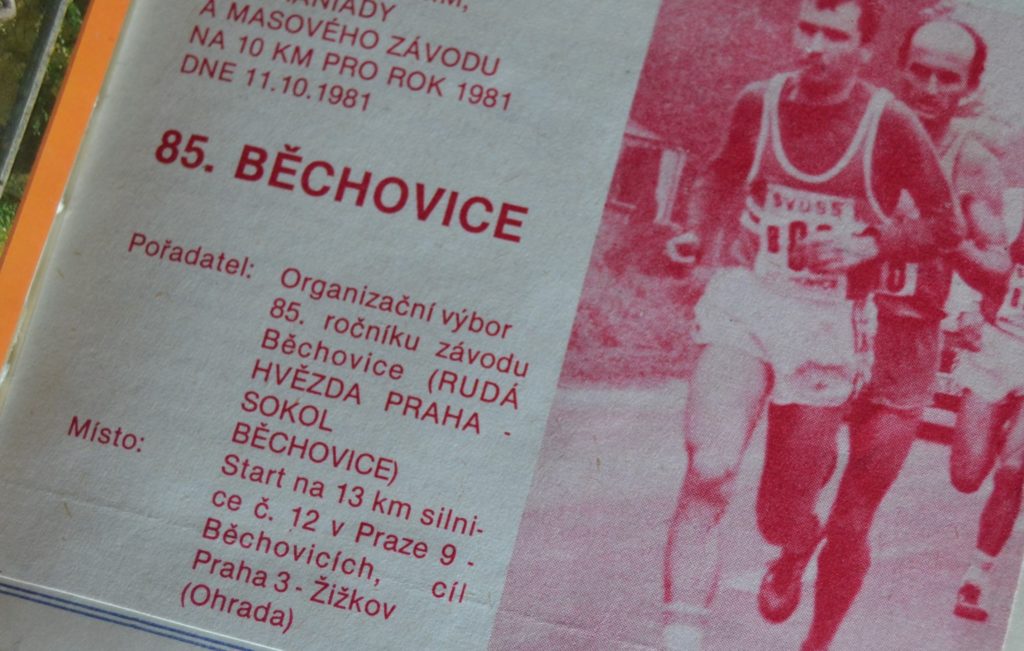 ANIÁDY
A MASOVÉHO ZÁVODU
NA 10 KM PRO ROK 1981
DNE 11.10.1981
85. BĚCHOVICE
Pořadatel: Organizační výbor
85. ročníku závodu
Běchovice (RUDÁ
HVĚZDA PRAHA -
SOKOL
BĚCHOVICE)
Místo: Start na 13 km silni-
ce č. 12 v Praze 9 -
Běchovicích, cíl
Praha 3 - Žižkov
(Ohrada)